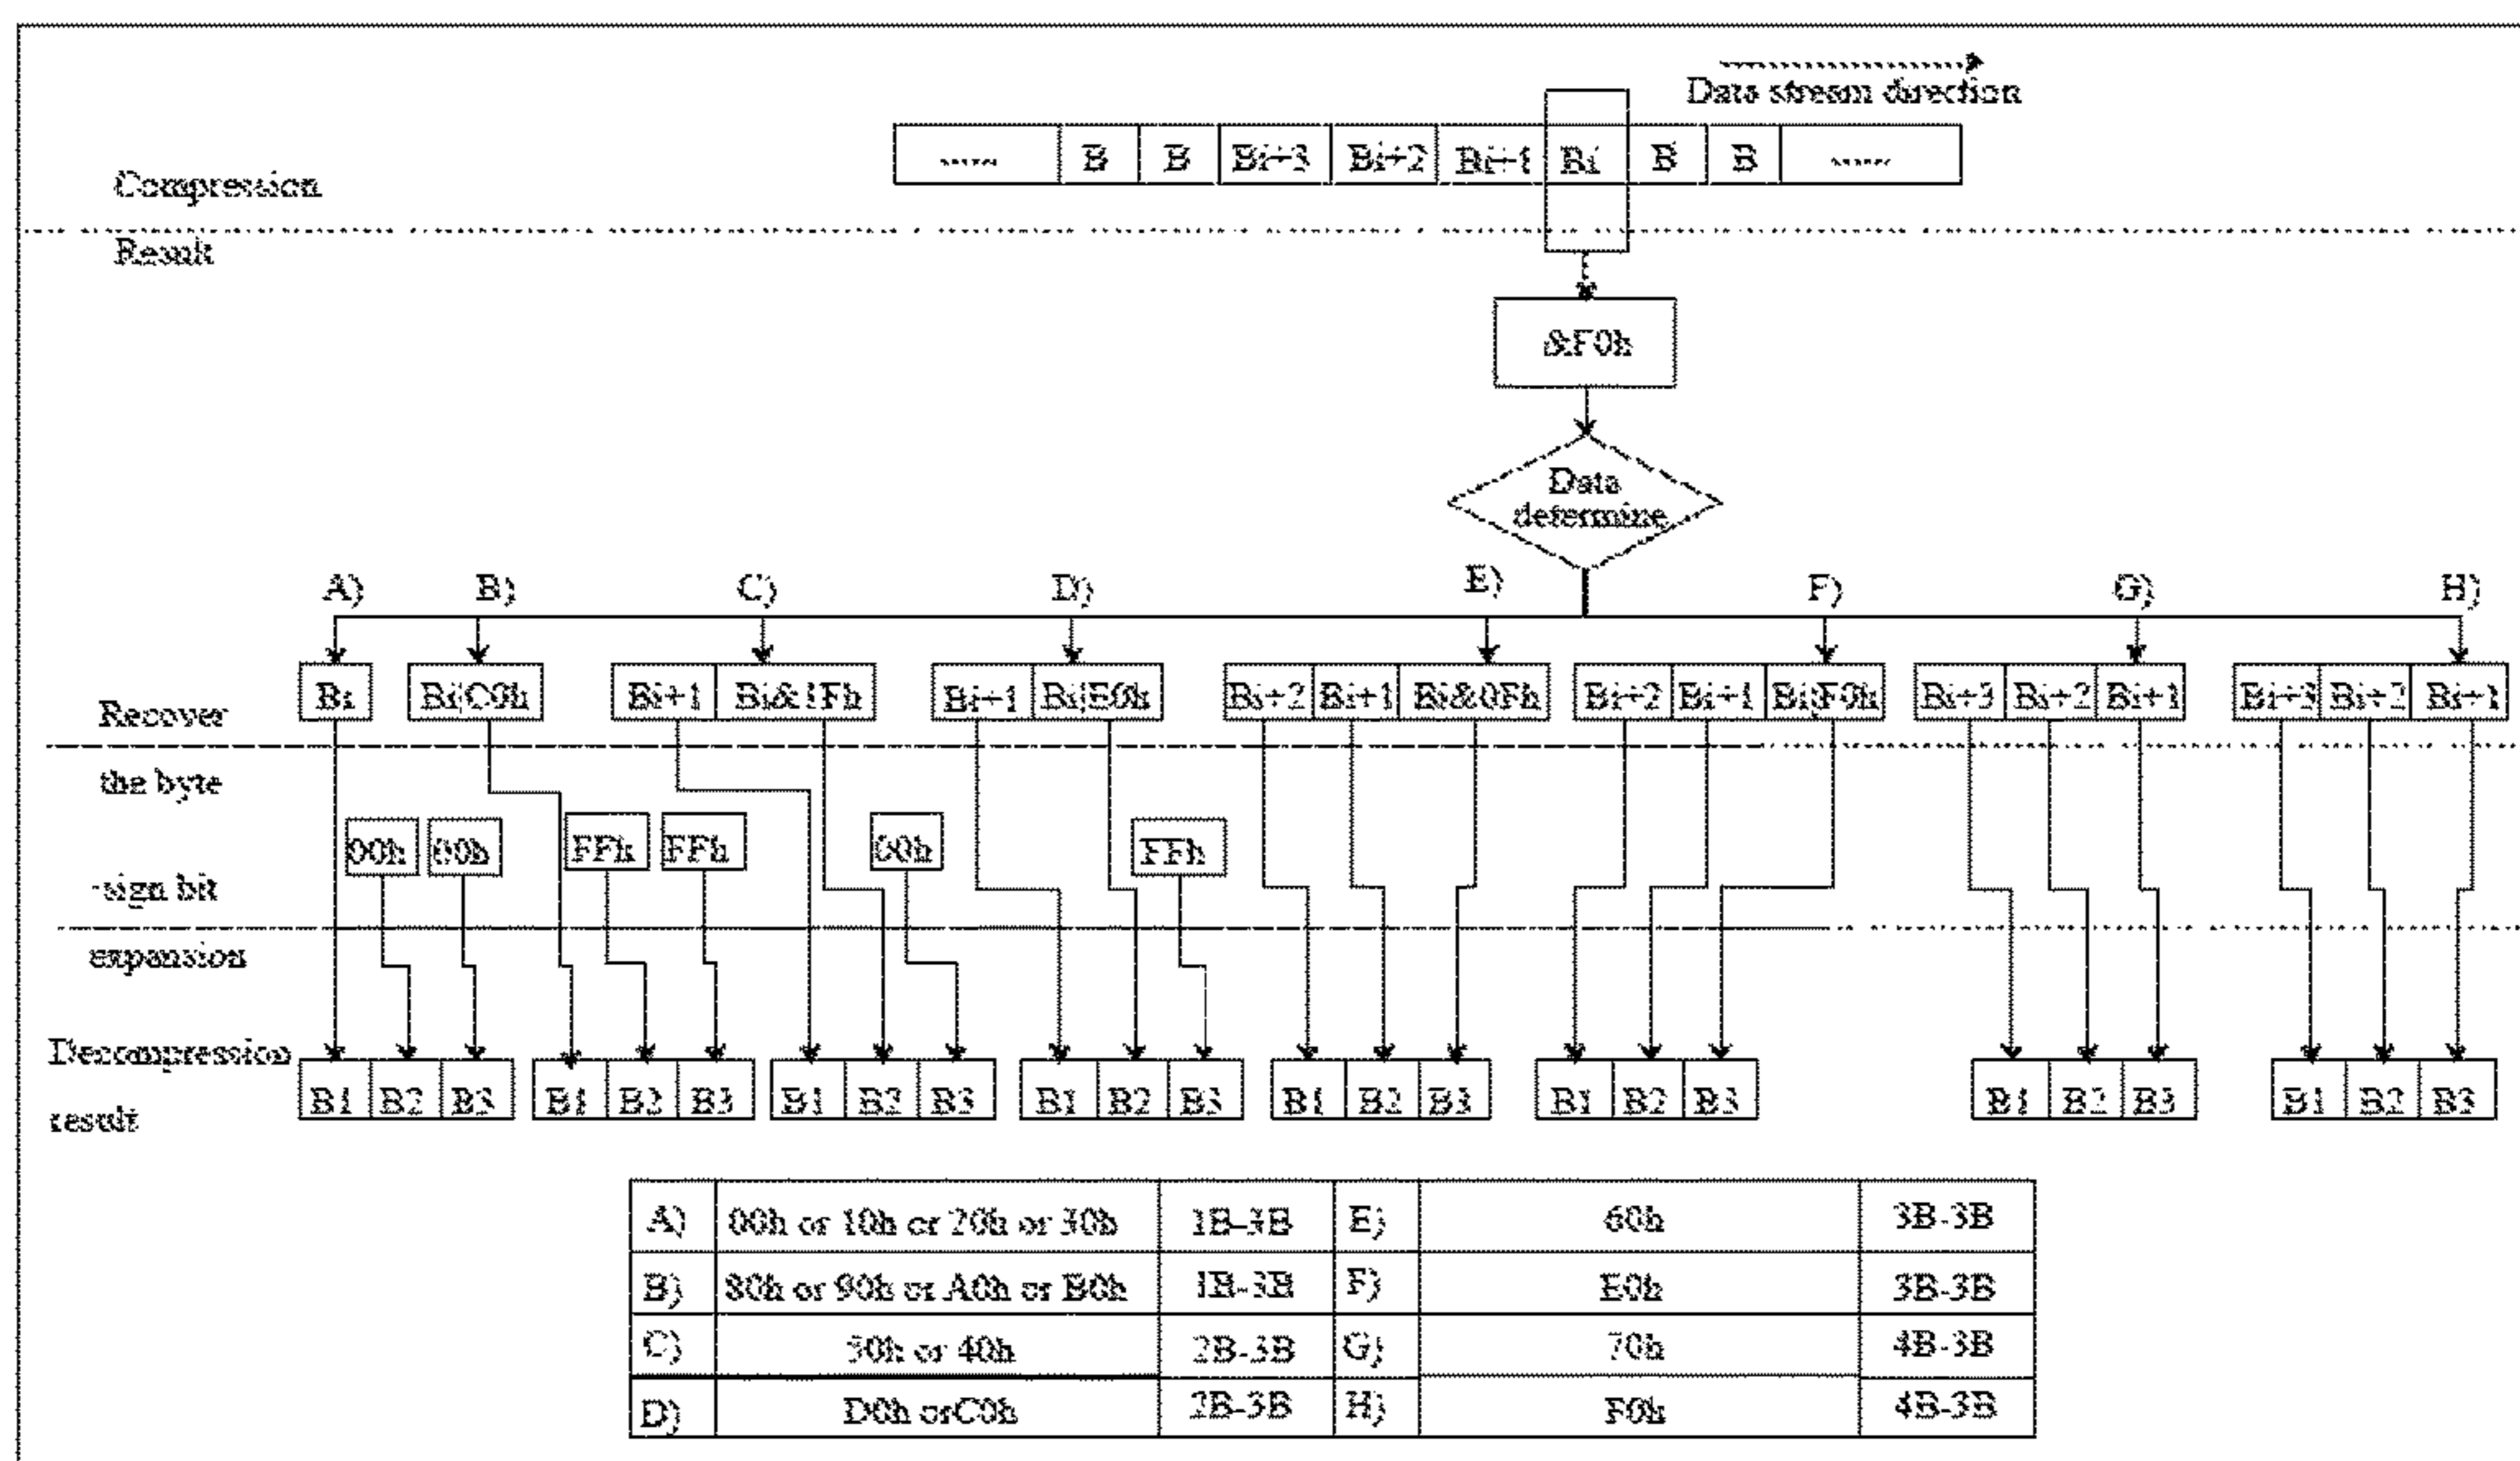 Data stream direction
...... B B Bi+3 Bi+2 Bi+1 Bi B B ......
Compression
Result
&F0h
Data
determine
A) B) C) D) E) F) G) H)
Bi Bi|C0h Bi+1 Bi&1Fh Bi+1 Bi|E0h Bi+2 Bi+1 Bi&0Fh Bi+2 Bi+1 Bi|F0h Bi+3 Bi+2 Bi+1 Bi+3 Bi+2 Bi+1
Recover
the byte
00h 00h FFh FFh 00h FFh
-sign bit
expansion
Decompression
result
B1 B2 B3 B1 B2 B3 B1 B2 B3 B1 B2 B3 B1 B2 B3 B1 B2 B3 B1 B2 B3 B1 B2 B3
A) 00h or 10h or 20h or 30h 1B-3B E) 60h 3B-3B
B) 80h or 90h or A0h or B0h 1B-3B F) E0h 3B-3B
C) 50h or 40h 2B-3B G) 70h 4B-3B
D) D0h orC0h 2B-3B H) F0h 4B-3B